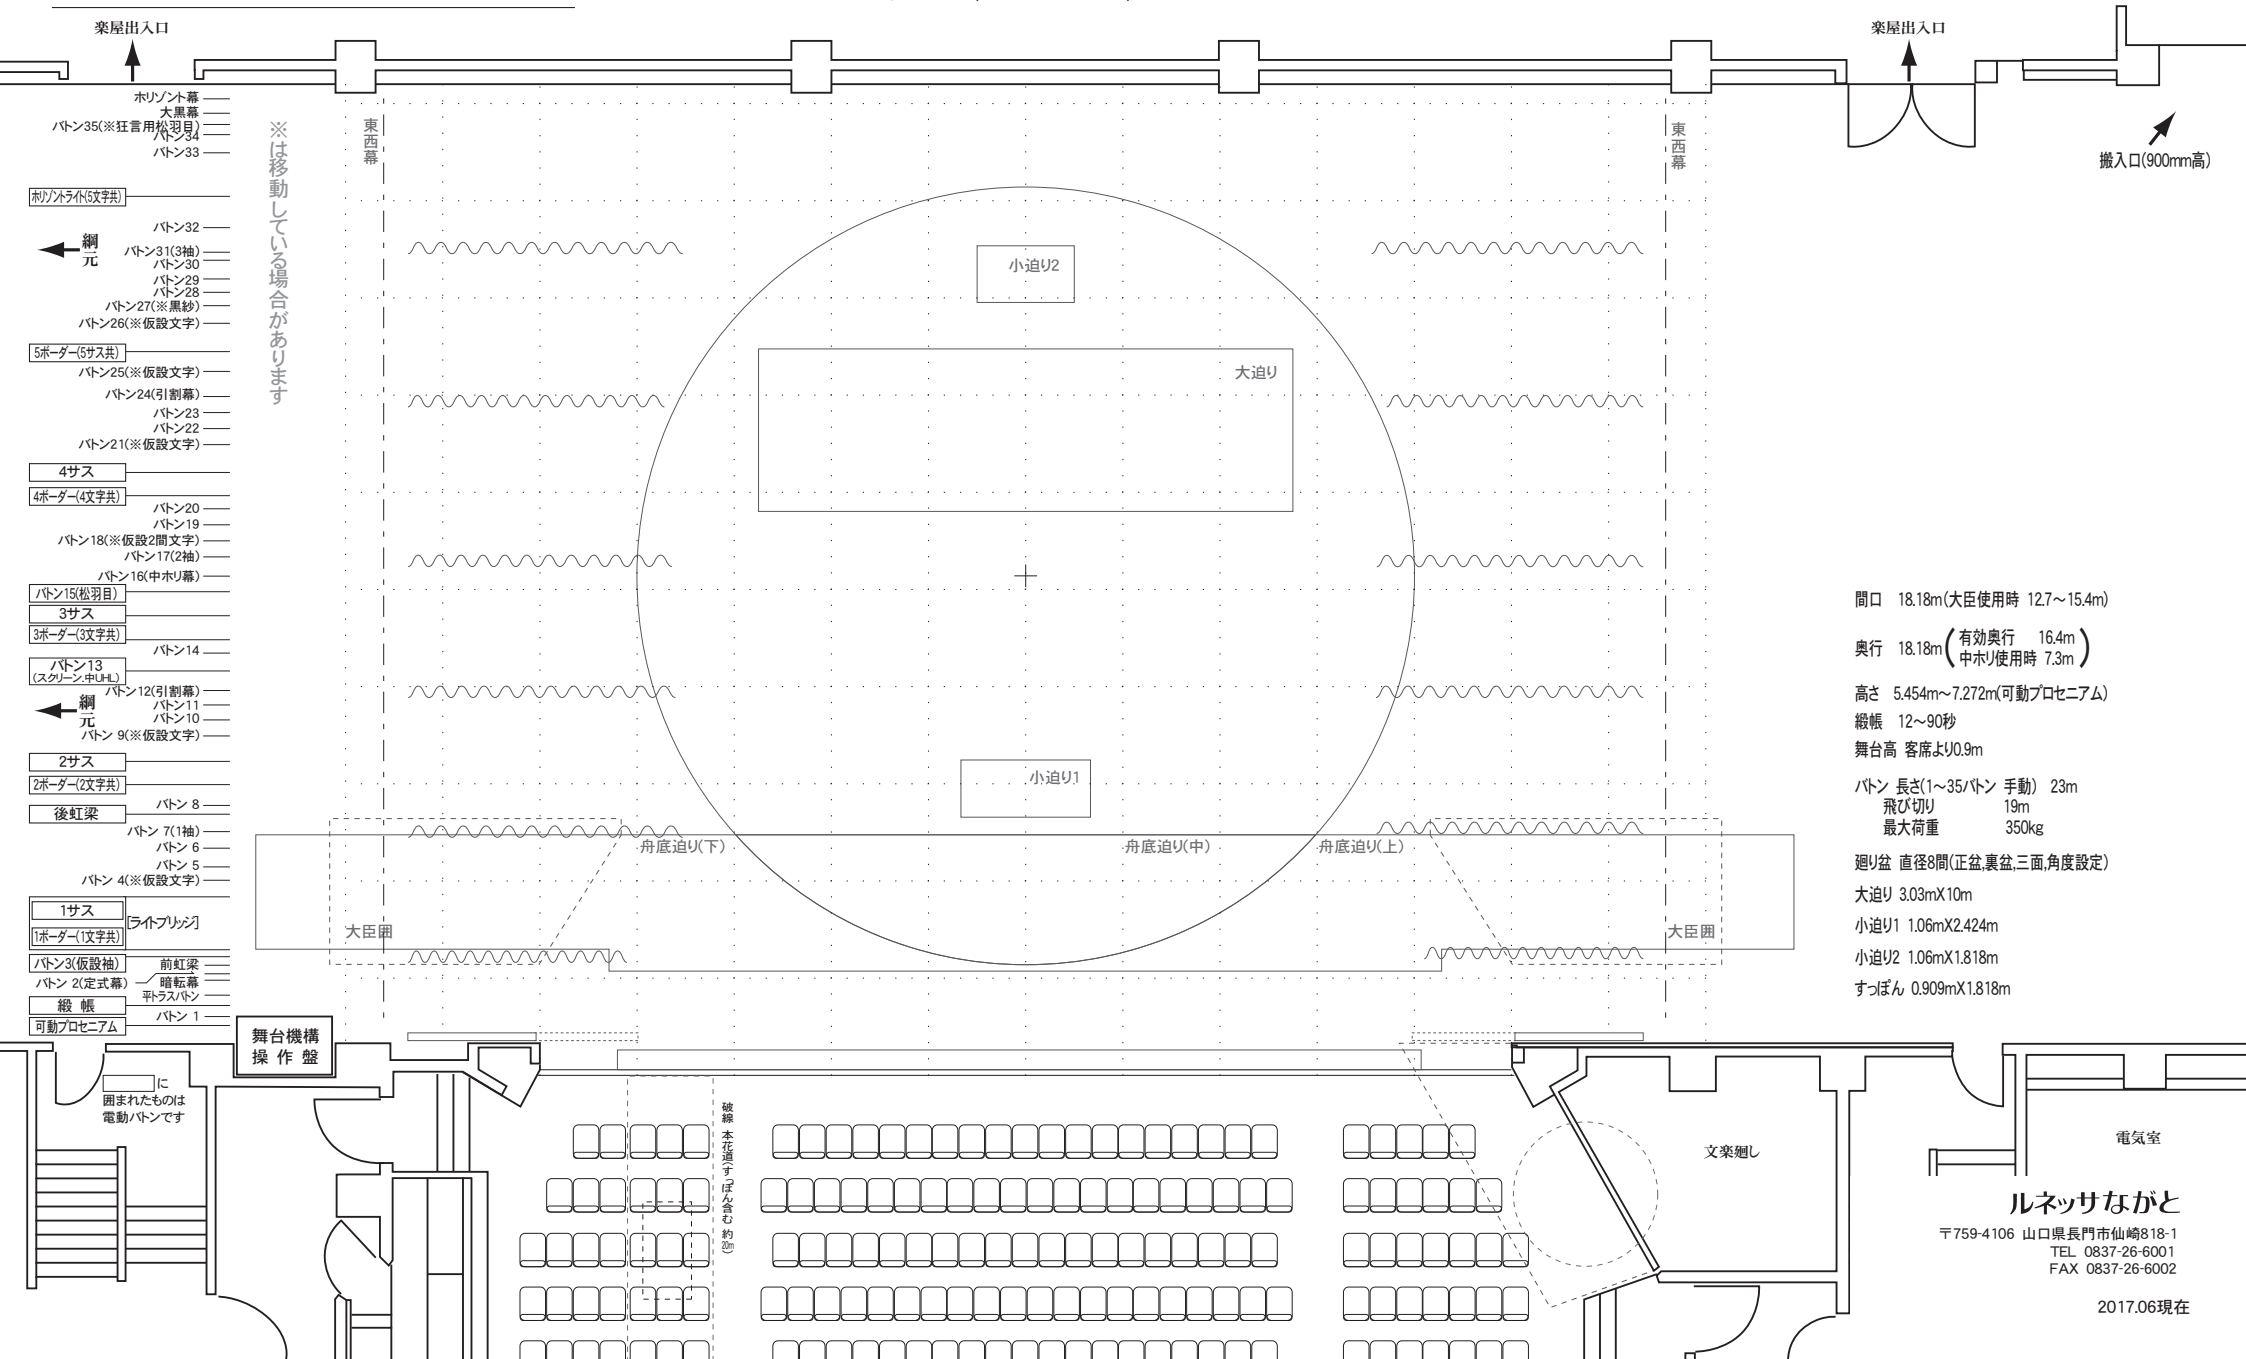 楽屋出入口
楽屋出入口
ホリゾント幕
大黒幕
バトン35(※狂言用松羽目)
バトン34
バトン33
ホリゾントライト(5文字共)
バトン32
綱元
バトン31(3袖)
バトン30
バトン29
バトン28
バトン27(※黒紗)
バトン26(※仮設文字)
5ボーダー(5サス共)
バトン25(※仮設文字)
バトン24(引割幕)
バトン23
バトン22
バトン21(※仮設文字)
4サス
4ボーダー(4文字共)
バトン20
バトン19
バトン18(※仮設2間文字)
バトン17(2袖)
バトン16(中ホリ幕)
バトン15(松羽目)
3サス
3ボーダー(3文字共)
バトン14
バトン13
(スクリーン.中UHL)
バトン12(引割幕)
綱元
バトン11
バトン10
バトン 9(※仮設文字)
2サス
2ボーダー(2文字共)
バトン 8
後虹梁
バトン 7(1袖)
バトン 6
バトン 5
バトン 4(※仮設文字)
1サス
[ライトブリッジ]
1ボーダー(1文字共)
バトン3(仮設袖)
前虹梁
バトン 2(定式幕)
暗転幕
平トラスバトン
緞 帳
バトン 1
可動プロセニアム
※は移動している場合があります
東西幕
東西幕
小迫り2
大迫り
小迫り1
舟底迫り(下)
舟底迫り(中)
舟底迫り(上)
大臣囲
大臣囲
舞台機構
操 作 盤
に
囲まれたものは
電動バトンです
破線 本花道(すっぽん含む 約20m)
搬入口(900mm高)
間口 18.18m(大臣使用時 12.7～15.4m)
奥行 18.18m(有効奥行 16.4m
中ホリ使用時 7.3m)
高さ 5.454m～7.272m(可動プロセニアム)
緞帳 12～90秒
舞台高 客席より0.9m
バトン 長さ(1～35バトン 手動) 23m
飛び切り 19m
最大荷重 350kg
廻り盆 直径8間(正盆,裏盆,三面,角度設定)
大迫り 3.03mX10m
小迫り1 1.06mX2.424m
小迫り2 1.06mX1.818m
すっぽん 0.909mX1.818m
文楽廻し
電気室
ルネッサながと
〒759-4106 山口県長門市仙崎818-1
TEL 0837-26-6001
FAX 0837-26-6002
2017.06現在